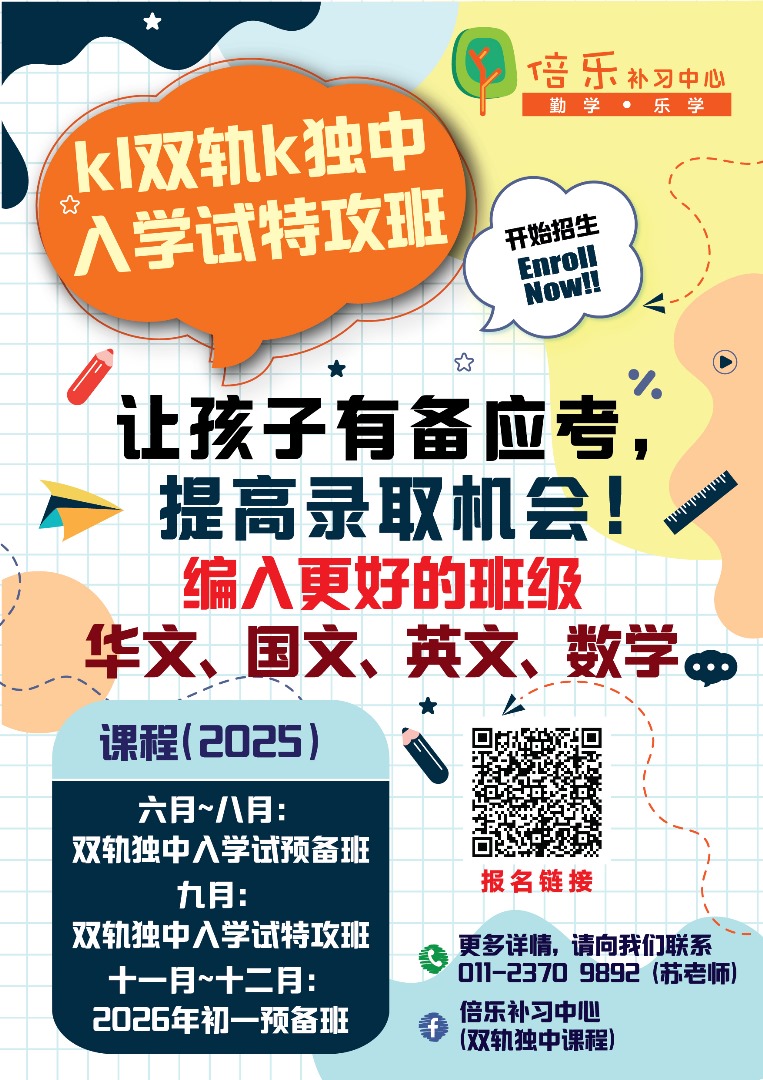 倍乐 补习中心
勤学•乐学
kl双轨k独中
入学试特攻班
开始招生
Enroll
Now!!
让孩子有备应考，
提高录取机会！
编入更好的班级
华文、国文、英文、数学
课程(2025)
六月~八月：
双轨独中入学试预备班
九月：
双轨独中入学试特攻班
十一月~十二月：
2026年初一预备班
报名链接
更多详情，请向我们联系
011-2370 9892 (苏老师)
倍乐补习中心
(双轨独中课程)